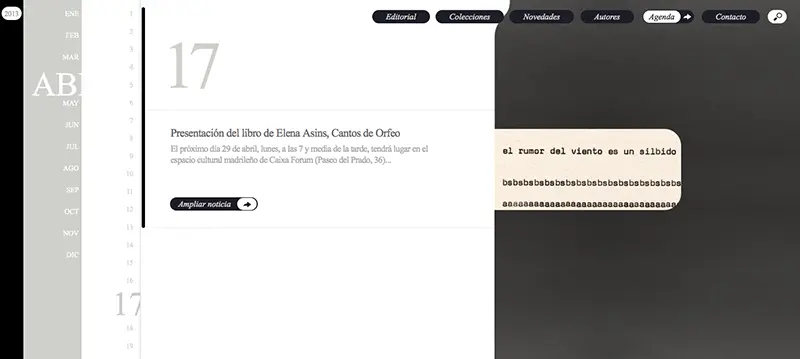 2013
Editorial
Colecciones
Novedades
Autores
Agenda
Contacto
ENE
FEB
MAR
MAY
JUN
JUL
AGO
SEP
OCT
NOV
DIC
1
2
3
4
5
6
7
8
9
10
11
12
13
14
15
16
17
18
19
17
Presentación del libro de Elena Asins, Cantos de Orfeo
El próximo día 29 de abril, lunes, a las 7 y media de la tarde, tendrá lugar en el
espacio cultural madrileño de Caixa Forum (Paseo del Prado, 36)...
Ampliar noticia
el rumor del viento es un silbido